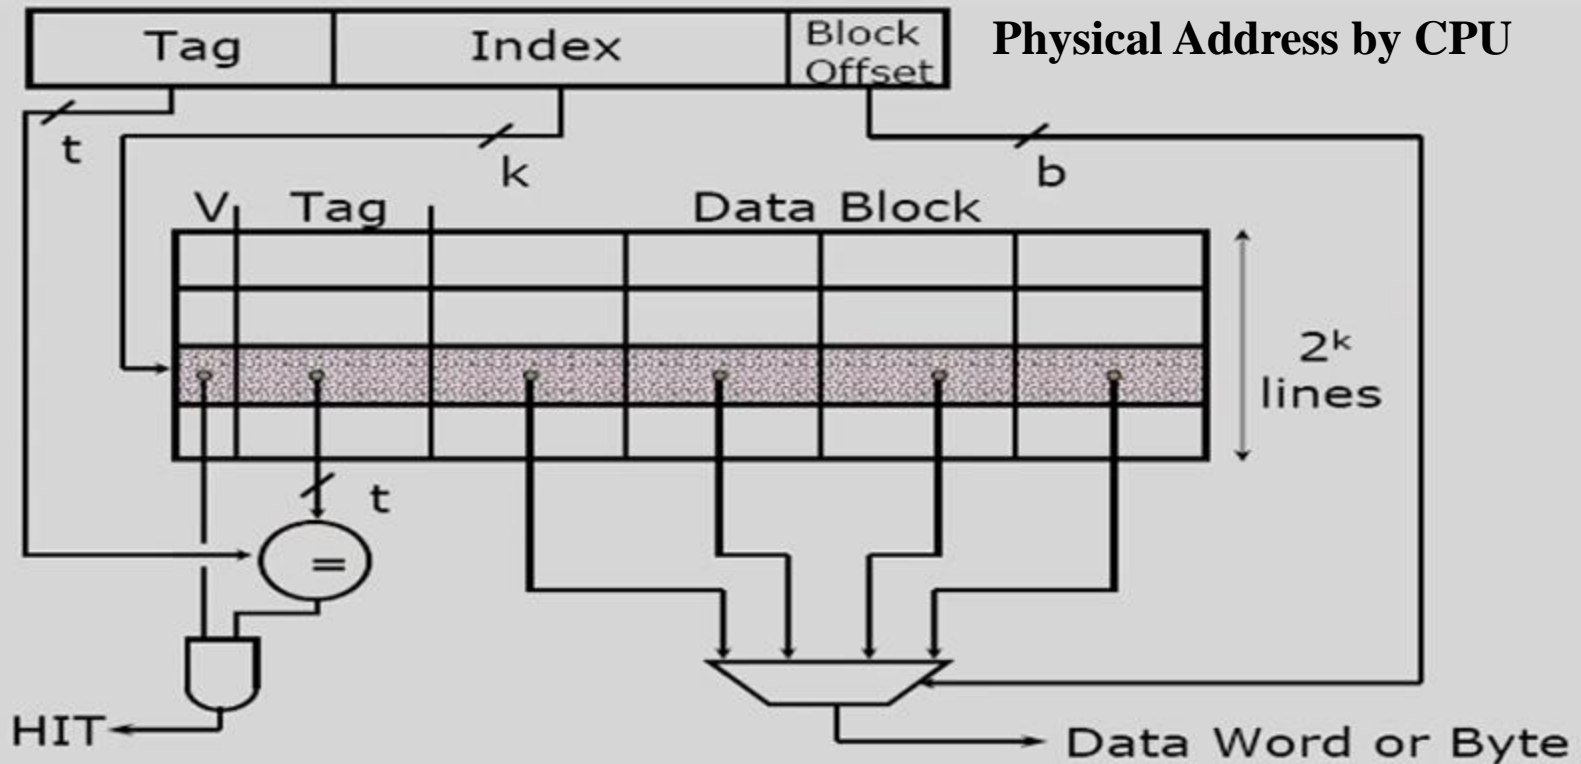 Tag Index Block Offset Physical Address by CPU
t
k
b
V Tag Data Block
2ᵏ
lines
t
=
HIT
Data Word or Byte